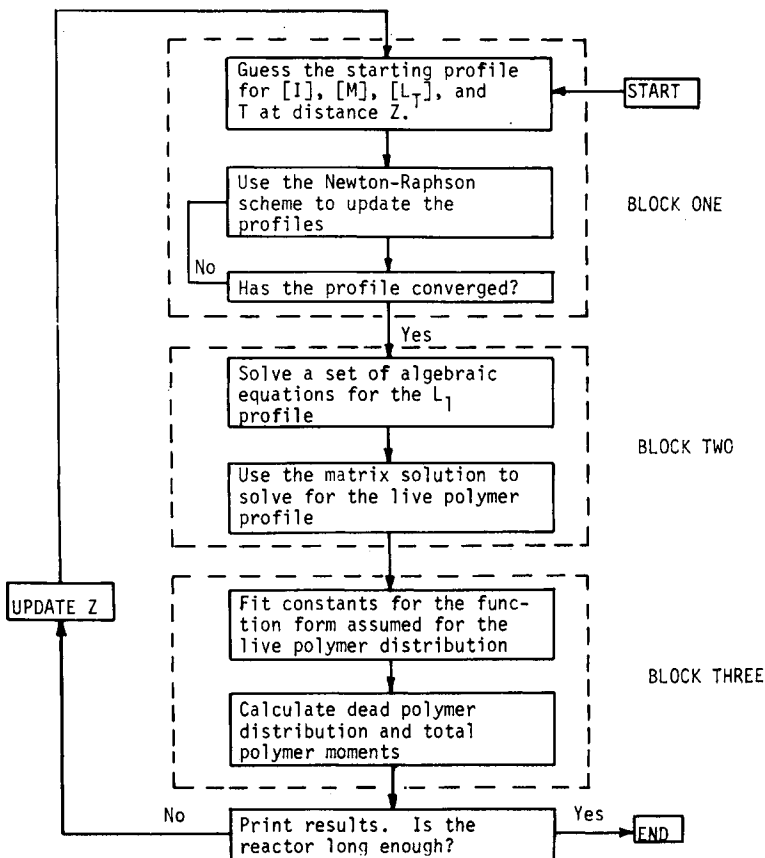 Guess the starting profile
for [I], [M], [L_T], and
T at distance Z.
START
Use the Newton-Raphson
scheme to update the
profiles
BLOCK ONE
No
Has the profile converged?
Yes
Solve a set of algebraic
equations for the L_1
profile
BLOCK TWO
Use the matrix solution to
solve for the live polymer
profile
UPDATE Z
Fit constants for the func-
tion form assumed for the
live polymer distribution
BLOCK THREE
Calculate dead polymer
distribution and total
polymer moments
No
Print results. Is the
reactor long enough?
Yes
END